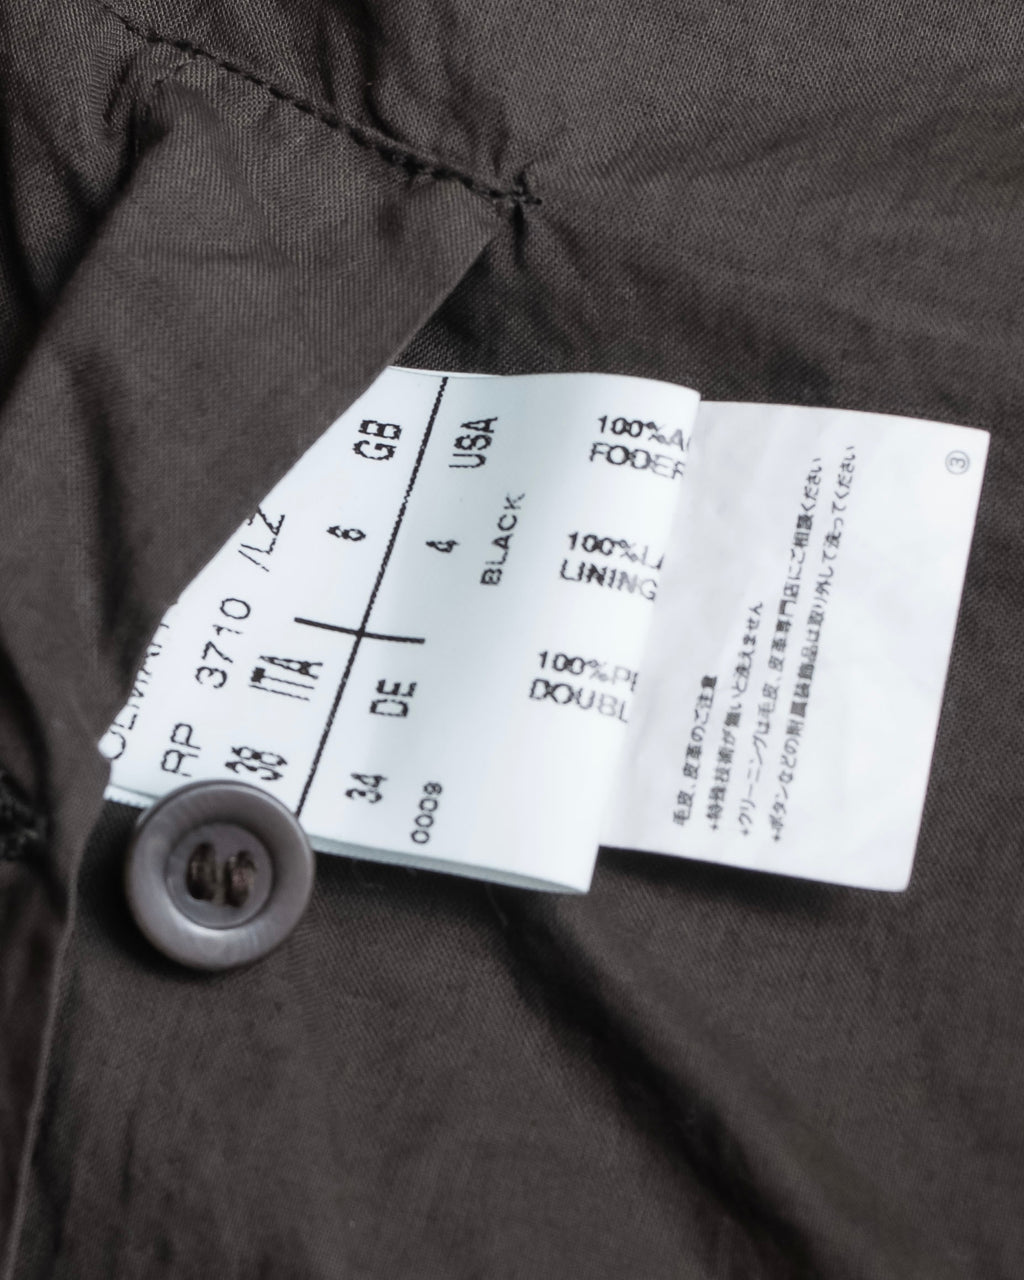 RP 3710 /LZ
ITA
38
GB
6
DE
34
USA
4
0009 BLACK
100%
DOUBL
100%
LINING
100%A
FODER
毛皮、皮革のご注意
+特殊技術が無いと洗えません
+クリーニングは毛皮、皮革専門店にご相談ください
+ボタンなどの附属装飾品は取り外して洗ってください
③